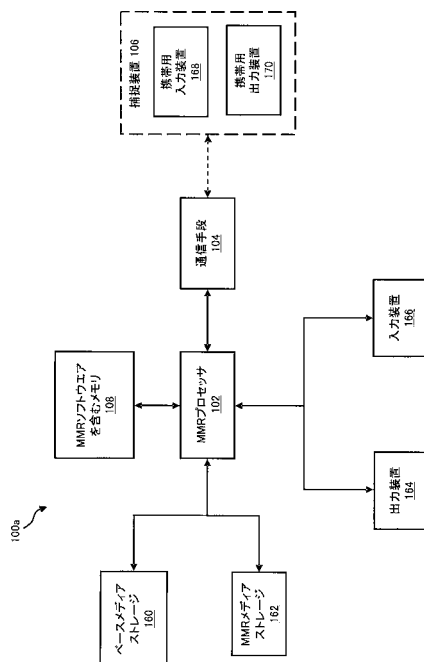 100a
捕捉装置 106
携帯用
入力装置
168
携帯用
出力装置
170
通信手段
104
MMRソフトウエア
を含むメモリ
108
MMRプロセッサ
102
入力装置
166
出力装置
164
ベースメディア
ストレージ
160
MMRメディア
ストレージ
162